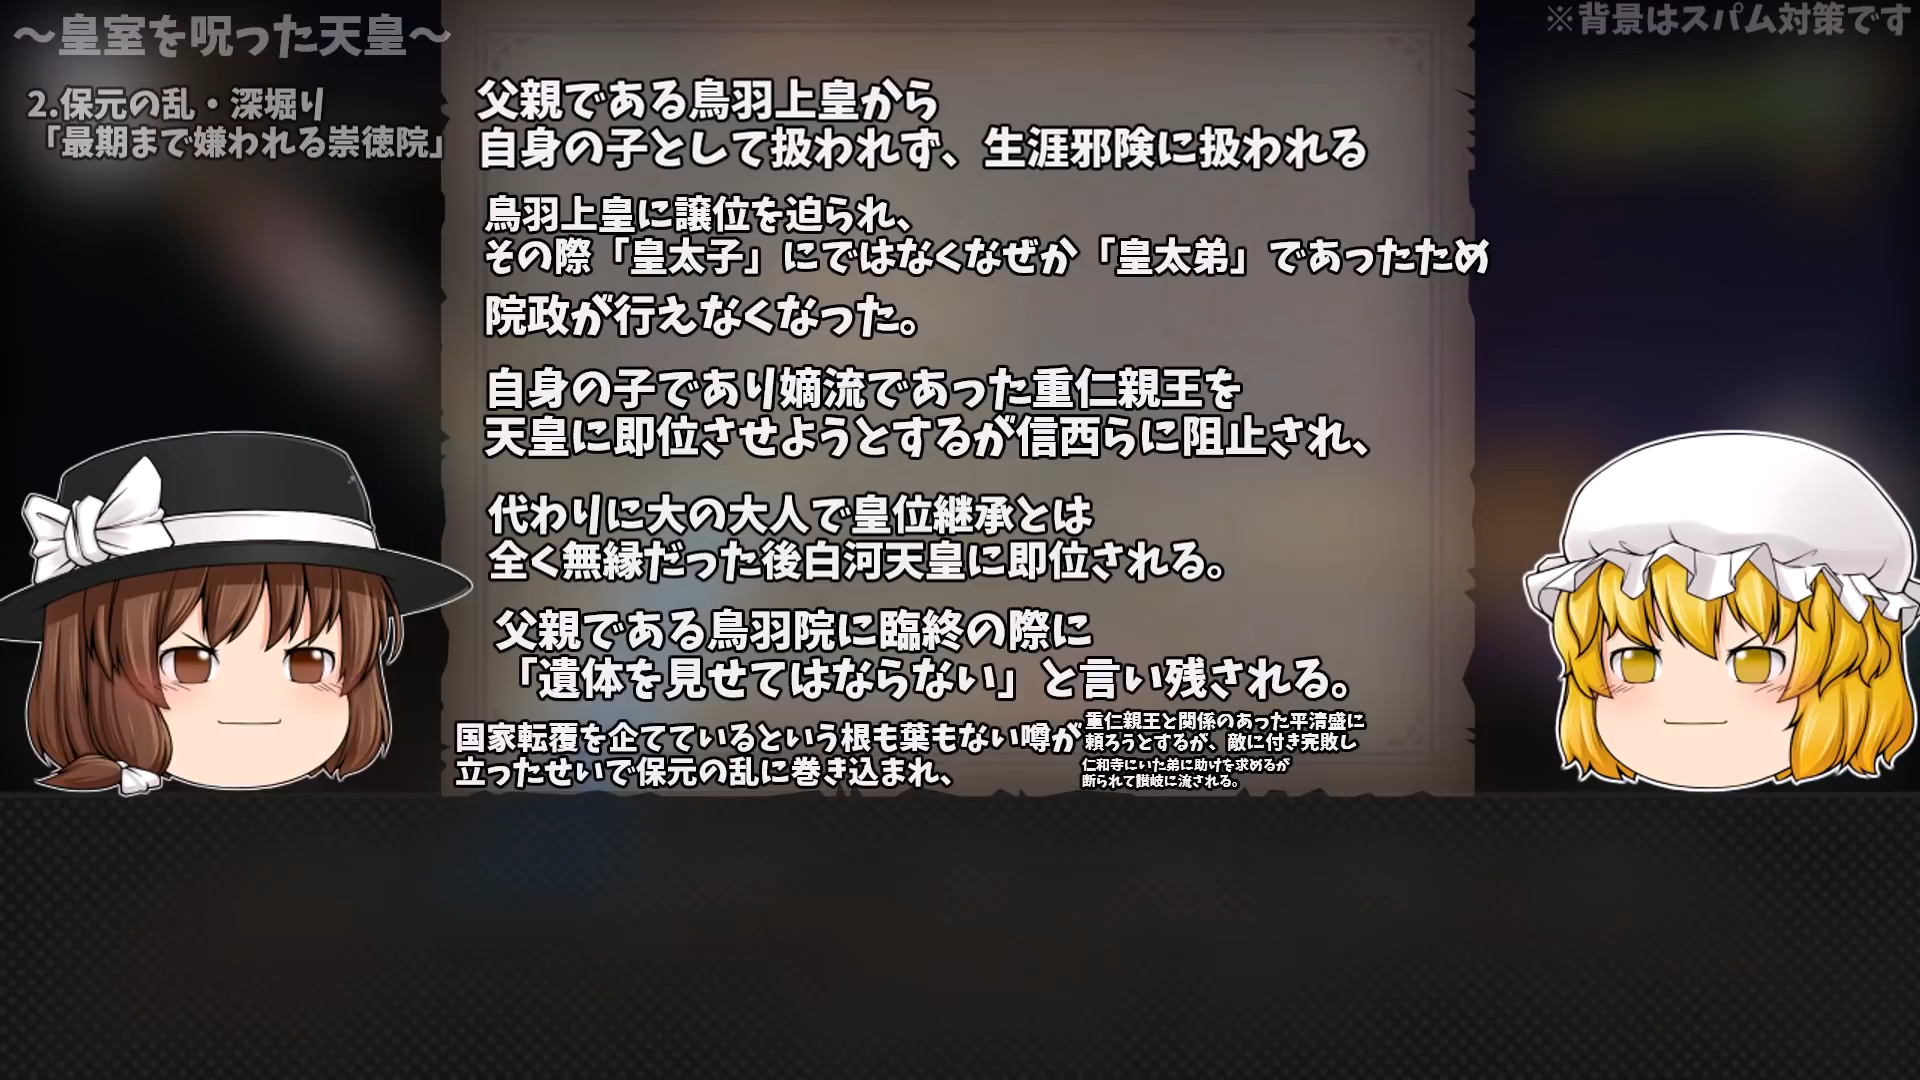 ～皇室を呪った天皇～
※背景はスパム対策です
2.保元の乱・深堀り
「最期まで嫌われる崇徳院」
父親である鳥羽上皇から
自身の子として扱われず、生涯邪険に扱われる
鳥羽上皇に譲位を迫られ、
その際「皇太子」にではなくなぜか「皇太弟」であったため
院政が行えなくなった。
自身の子であり嫡流であった重仁親王を
天皇に即位させようとするが信西らに阻止され、
代わりに大の大人で皇位継承とは
全く無縁だった後白河天皇に即位される。
父親である鳥羽院に臨終の際に
「遺体を見せてはならない」と言い残される。
国家転覆を企てているという根も葉もない噂が
立ったせいで保元の乱に巻き込まれ、
重仁親王と関係のあった平清盛に
頼ろうとするが、敵に付き完敗し
仁和寺にいた弟に助けを求めるが
断られて讃岐に流される。